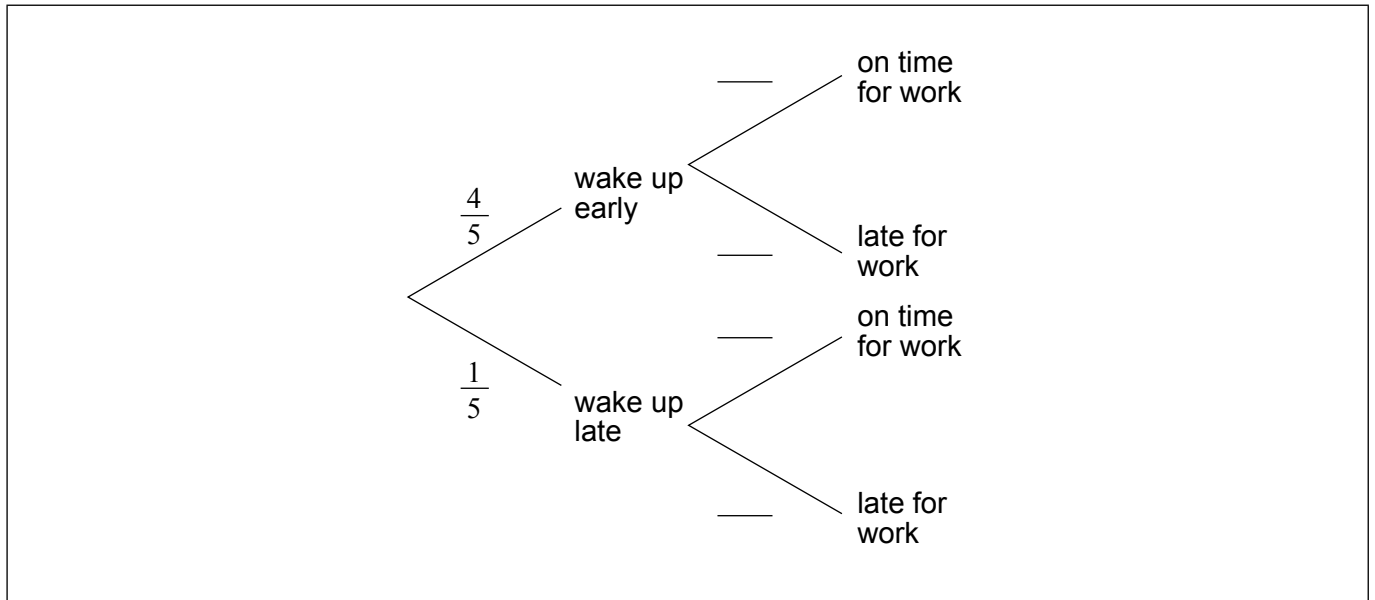 on time
for work
wake up
early
4
5
late for
work
on time
for work
1
5
wake up
late
late for
work